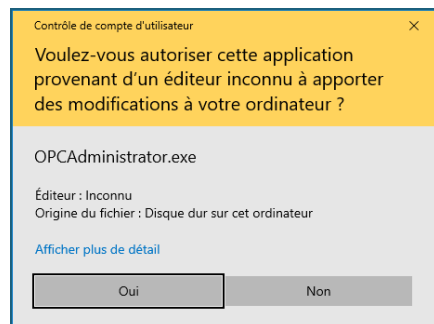 Contrôle de compte d'utilisateur
Voulez-vous autoriser cette application
provenant d'un éditeur inconnu à apporter
des modifications à votre ordinateur ?
OPCAdministrator.exe
Éditeur : Inconnu
Origine du fichier : Disque dur sur cet ordinateur
Afficher plus de détail
Oui
Non